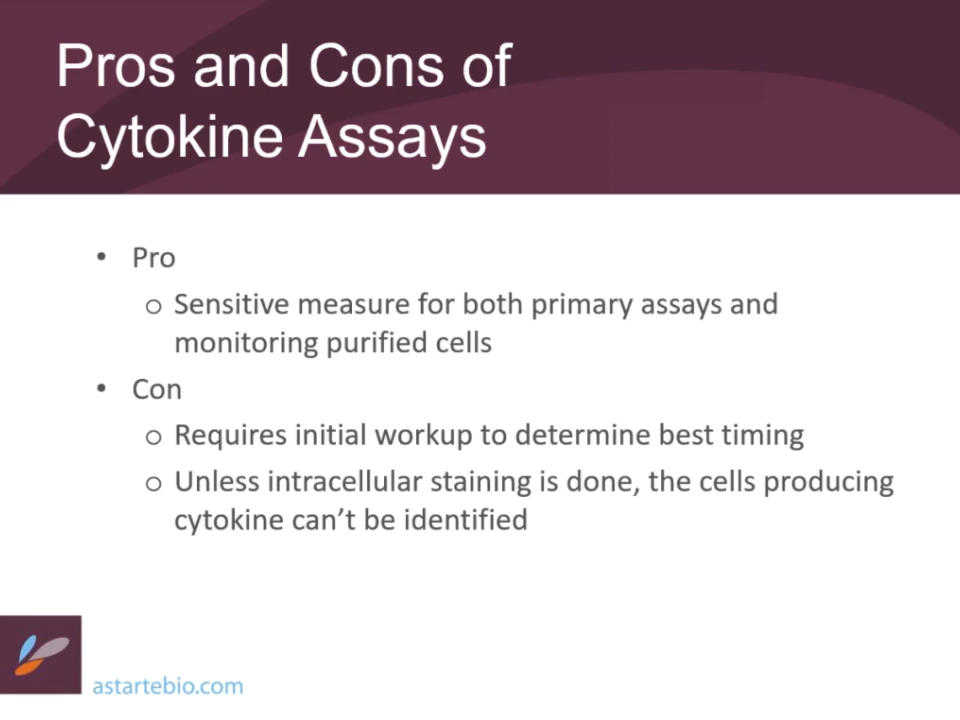 Pros and Cons of
Cytokine Assays
• Pro
o Sensitive measure for both primary assays and
monitoring purified cells
• Con
o Requires initial workup to determine best timing
o Unless intracellular staining is done, the cells producing
cytokine can’t be identified
astartebio.com